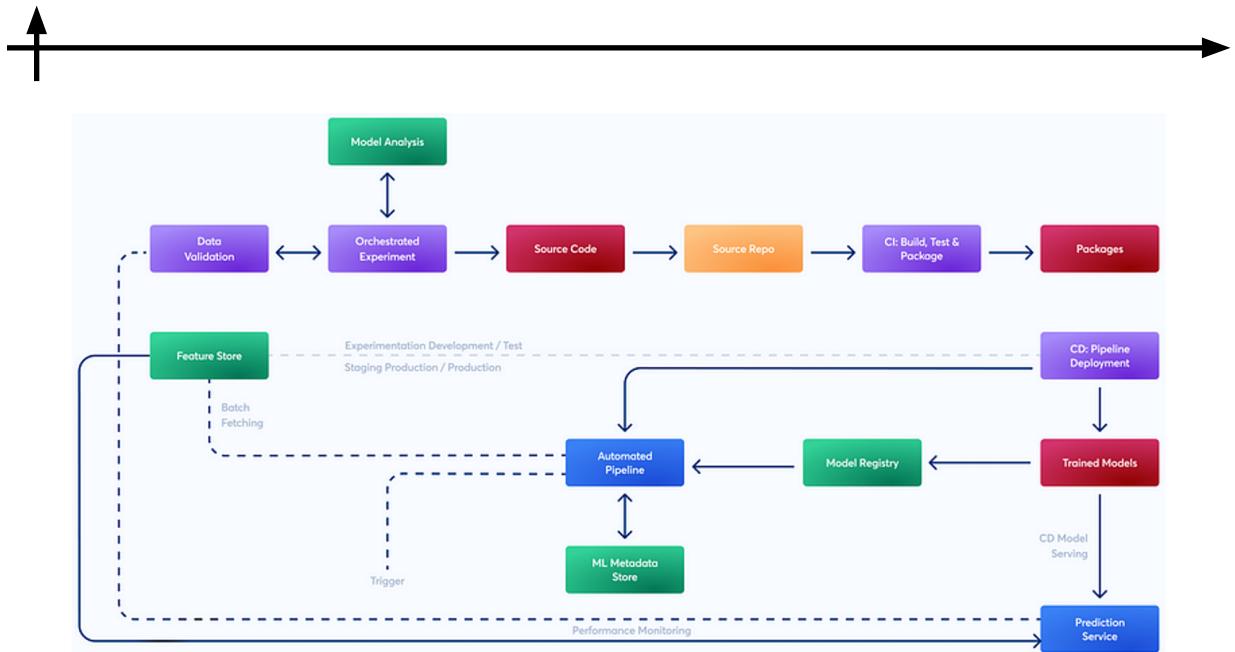 Model Analysis
Data
Validation
Orchestrated
Experiment
Source Code
Source Repo
CI: Build, Test &
Package
Packages
Feature Store
Experimentation Development / Test
Staging Production / Production
CD: Pipeline
Deployment
Batch
Fetching
Automated
Pipeline
Model Registry
Trained Models
CD Model
Serving
ML Metadata
Store
Trigger
Performance Monitoring
Prediction
Service